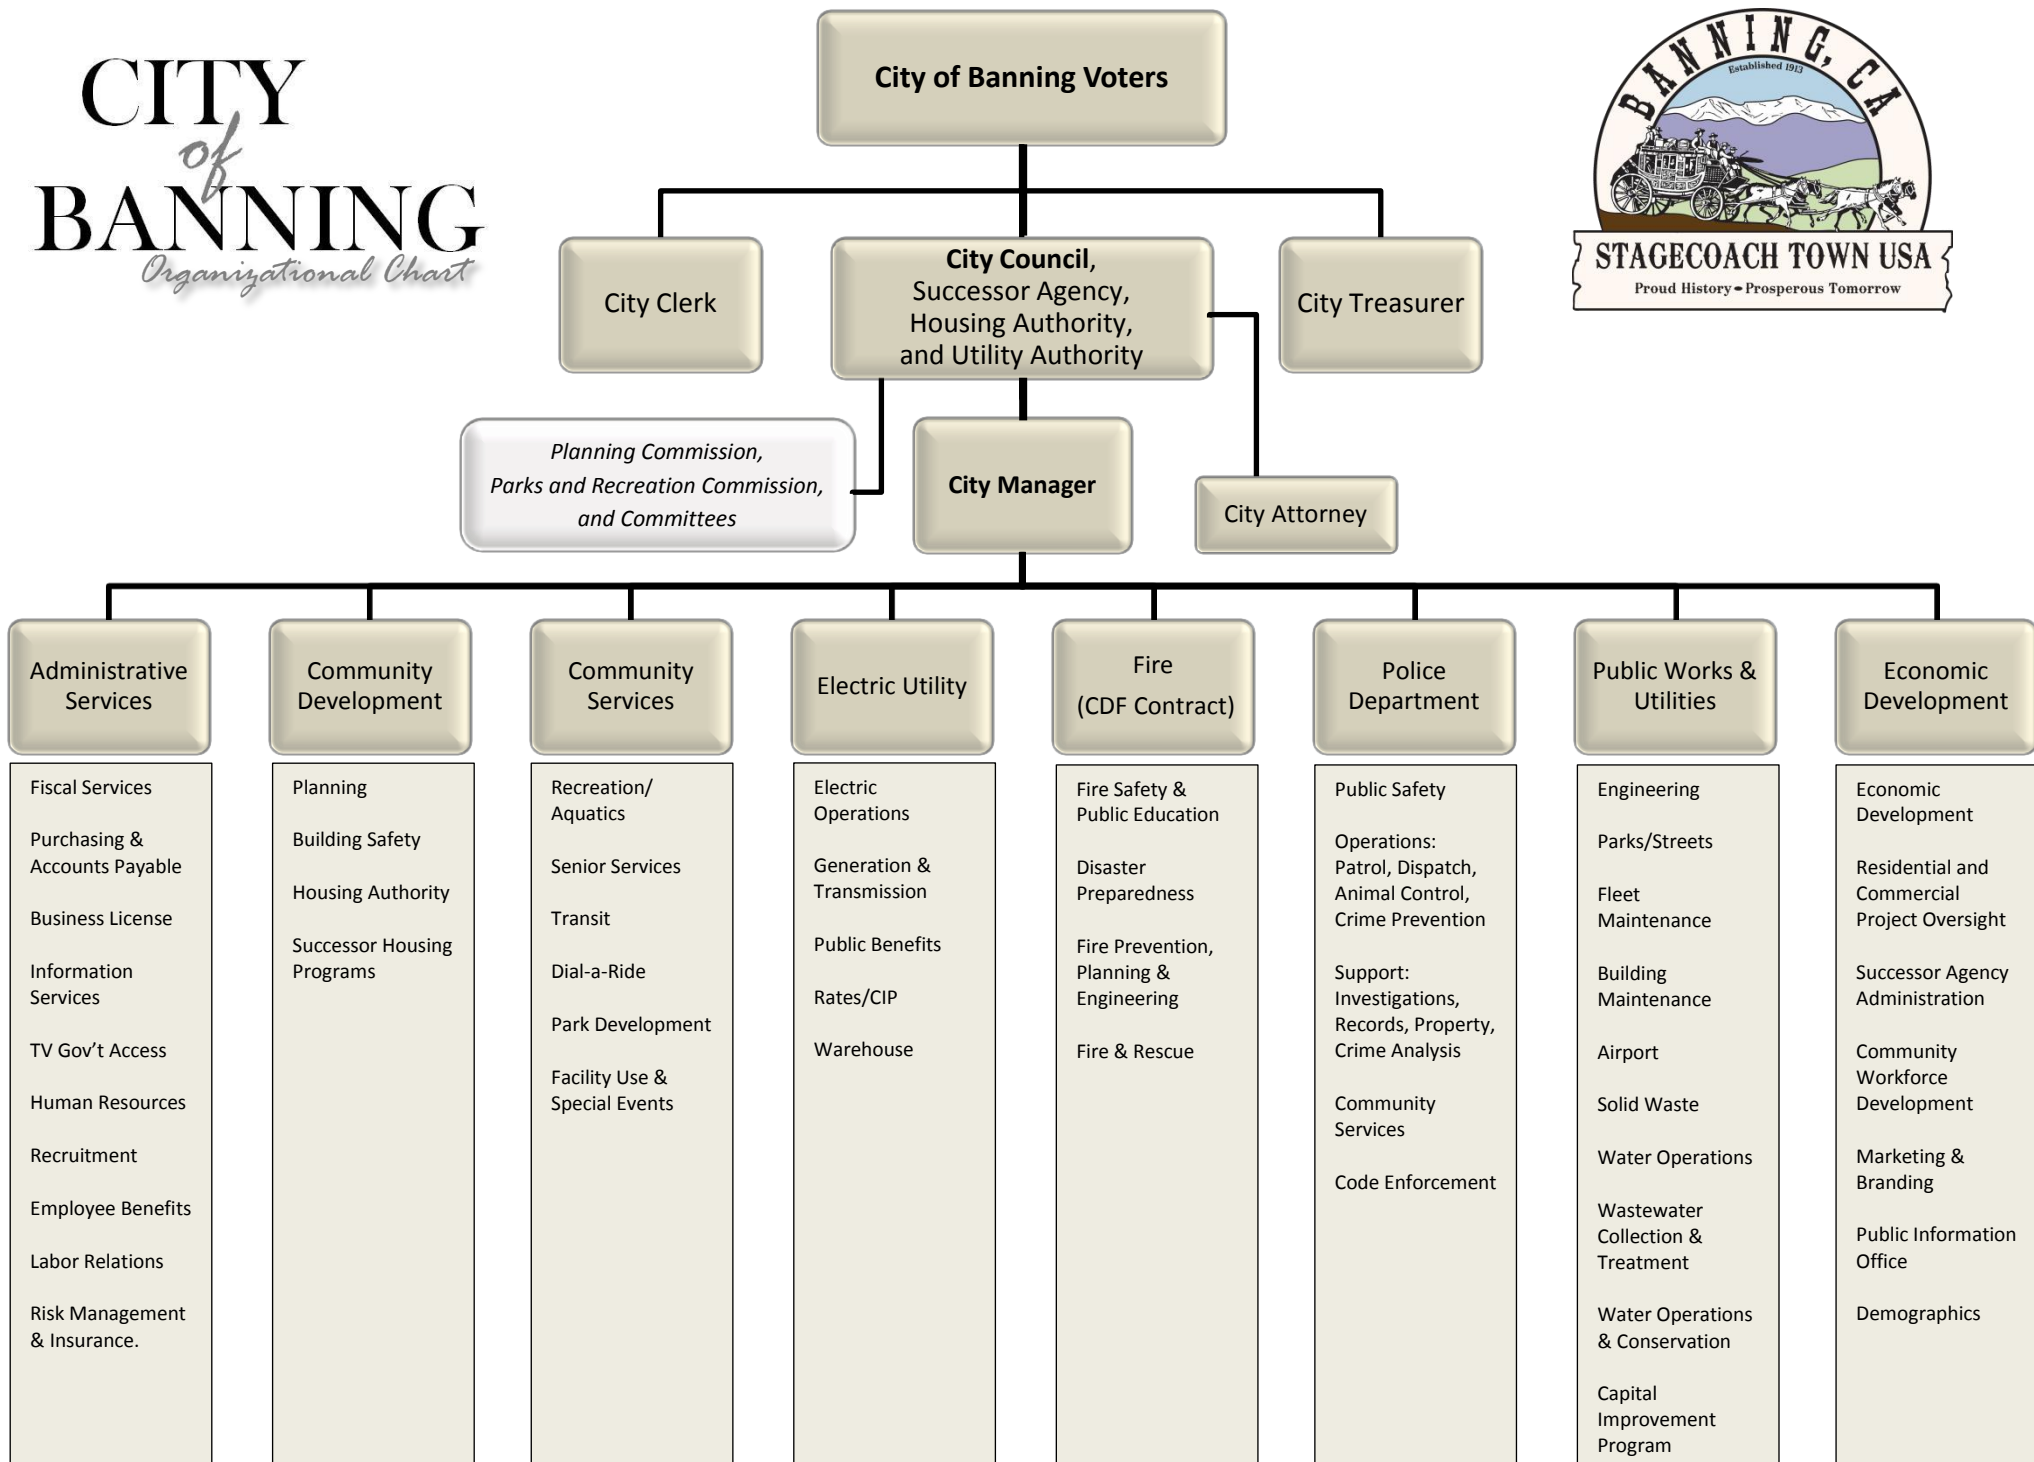 CITY
of
BANNING
Organizational Chart
City of Banning Voters
BANNING, CA
Established 1913
STAGECOACH TOWN USA
Proud History Prosperous Tomorrow
City Clerk
City Council,
Successor Agency,
Housing Authority,
and Utility Authority
City Treasurer
Planning Commission,
Parks and Recreation Commission,
and Committees
City Manager
City Attorney
Administrative
Services
Community
Development
Community
Services
Electric Utility
Fire
(CDF Contract)
Police
Department
Public Works &
Utilities
Economic
Development
Fiscal Services
Purchasing &
Accounts Payable
Business License
Information
Services
TV Gov’t Access
Human Resources
Recruitment
Employee Benefits
Labor Relations
Risk Management
& Insurance.
Planning
Building Safety
Housing Authority
Successor Housing
Programs
Recreation/
Aquatics
Senior Services
Transit
Dial-a-Ride
Park Development
Facility Use &
Special Events
Electric
Operations
Generation &
Transmission
Public Benefits
Rates/CIP
Warehouse
Fire Safety &
Public Education
Disaster
Preparedness
Fire Prevention,
Planning &
Engineering
Fire & Rescue
Public Safety
Operations:
Patrol, Dispatch,
Animal Control,
Crime Prevention
Support:
Investigations,
Records, Property,
Crime Analysis
Community
Services
Code Enforcement
Engineering
Parks/Streets
Fleet
Maintenance
Building
Maintenance
Airport
Solid Waste
Water Operations
Wastewater
Collection &
Treatment
Water Operations
& Conservation
Capital
Improvement
Program
Economic
Development
Residential and
Commercial
Project Oversight
Successor Agency
Administration
Community
Workforce
Development
Marketing &
Branding
Public Information
Office
Demographics